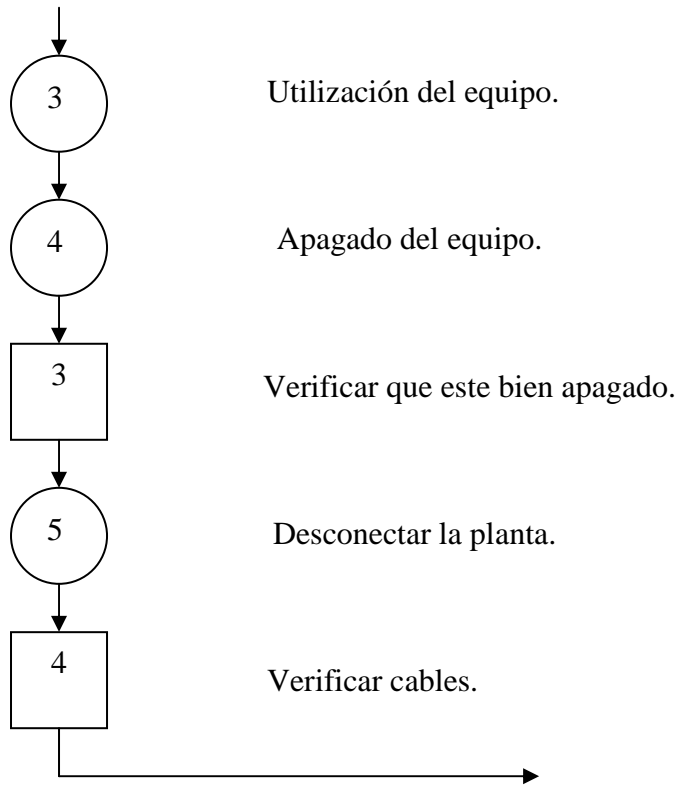 3 Utilización del equipo.
4 Apagado del equipo.
3 Verificar que este bien apagado.
5 Desconectar la planta.
4 Verificar cables.